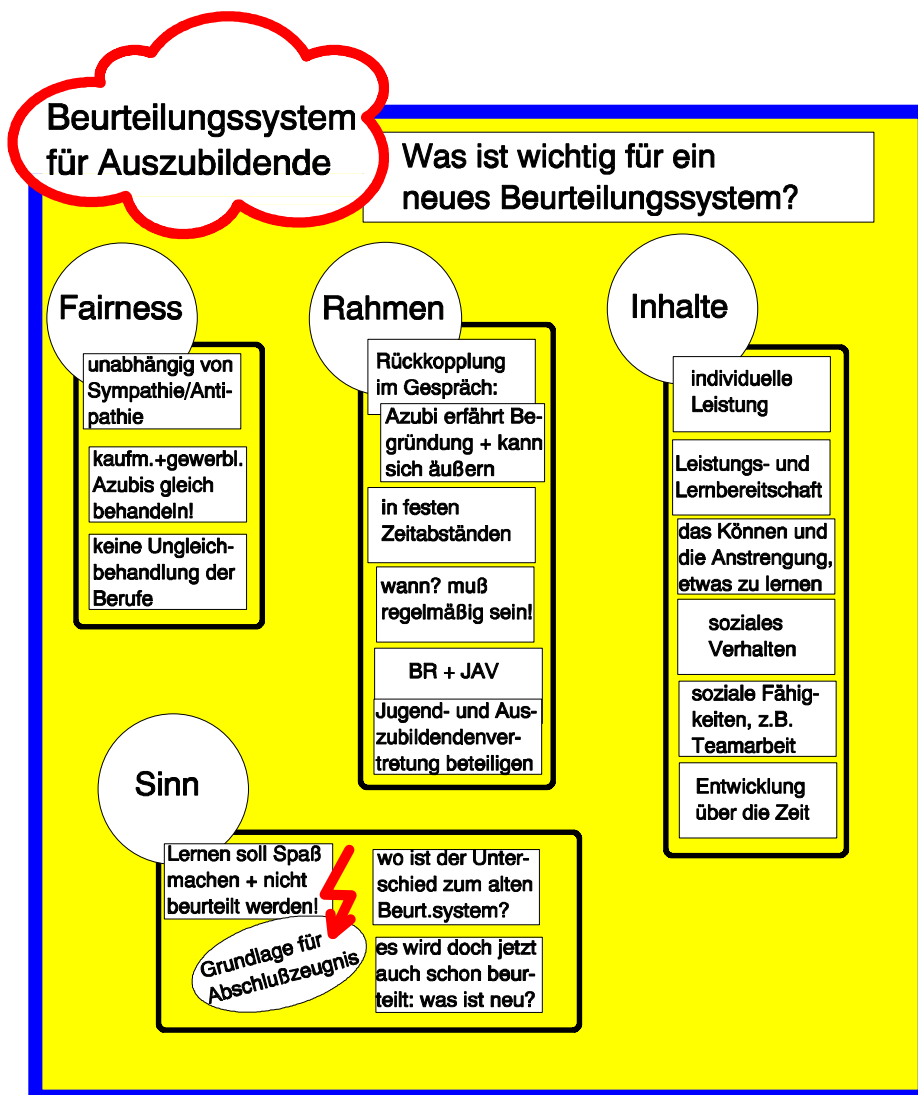 Beurteilungssystem
für Auszubildende
Was ist wichtig für ein
neues Beurteilungssystem?
Fairness
unabhängig von
Sympathie/Anti-
pathie
kaufm.+gewerbl.
Azubis gleich
behandeln!
keine Ungleich-
behandlung der
Berufe
Rahmen
Rückkopplung
im Gespräch:
Azubi erfährt Be-
gründung + kann
sich äußern
in festen
Zeitabständen
wann? muß
regelmäßig sein!
BR + JAV
Jugend- und Aus-
zubildendenver-
tretung beteiligen
Inhalte
individuelle
Leistung
Leistungs- und
Lernbereitschaft
das Können und
die Anstrengung,
etwas zu lernen
soziales
Verhalten
soziale Fähig-
keiten, z.B.
Teamarbeit
Entwicklung
über die Zeit
Sinn
Lernen soll Spaß
machen + nicht
beurteilt werden!
Grundlage für
Abschlußzeugnis
wo ist der Unter-
schied zum alten
Beurt.system?
es wird doch jetzt
auch schon beur-
teilt: was ist neu?